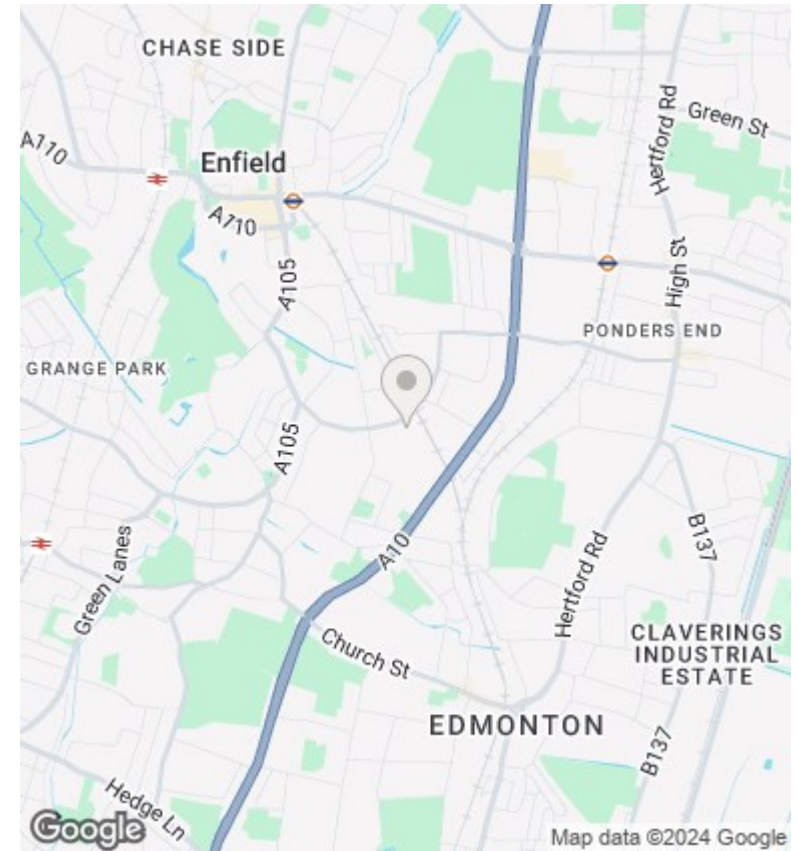 CHASE SIDE
A110
Enfield
A710
A105
Hertford Rd
Green St
High St
PONDERS END
GRANGE PARK
A105
A10
Green Lanes
B137
Hertford Rd
Church St
CLAVERINGS
INDUSTRIAL
ESTATE
EDMONTON
B137
Hedge Ln
Google
Map data ©2024 Google